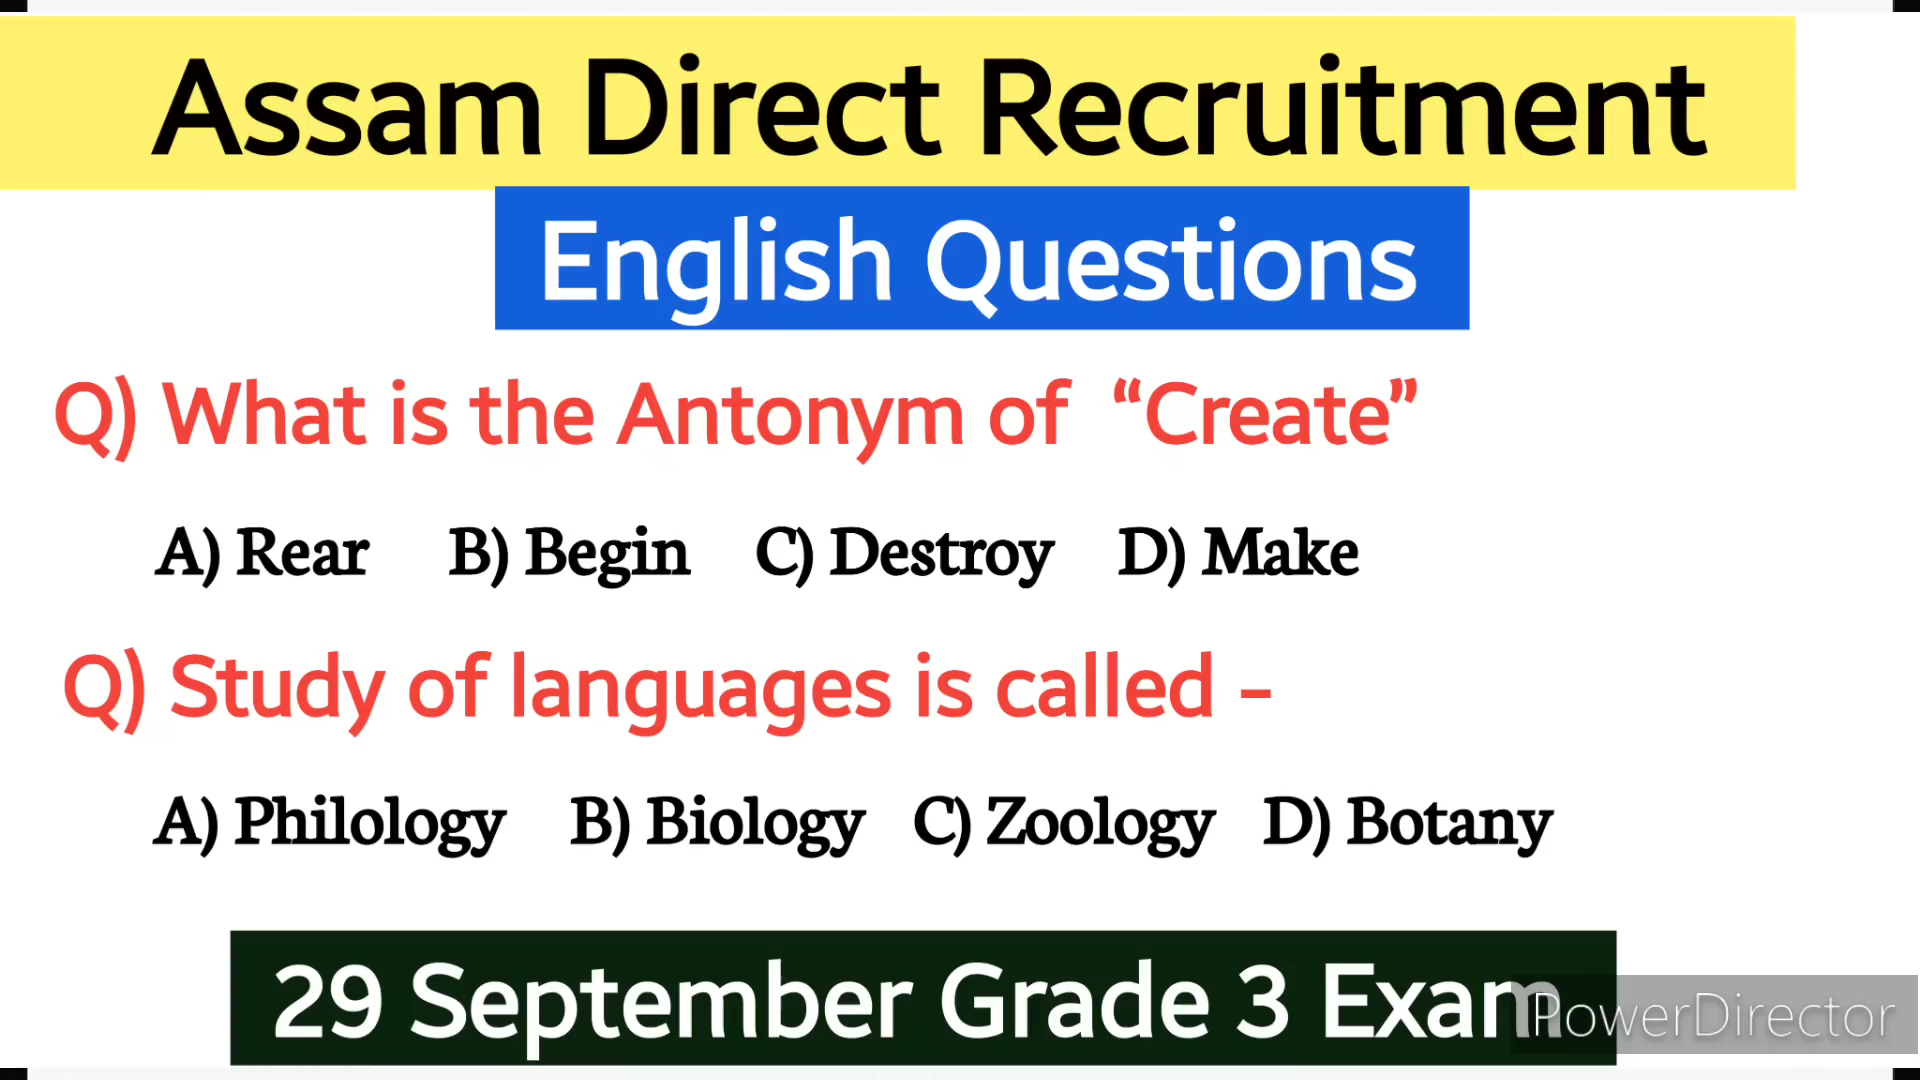 Assam Direct Recruitment
English Questions
Q) What is the Antonym of “Create”
A) Rear B) Begin C) Destroy D) Make
Q) Study of languages is called -
A) Philology B) Biology C) Zoology D) Botany
29 September Grade 3 Exam
PowerDirector